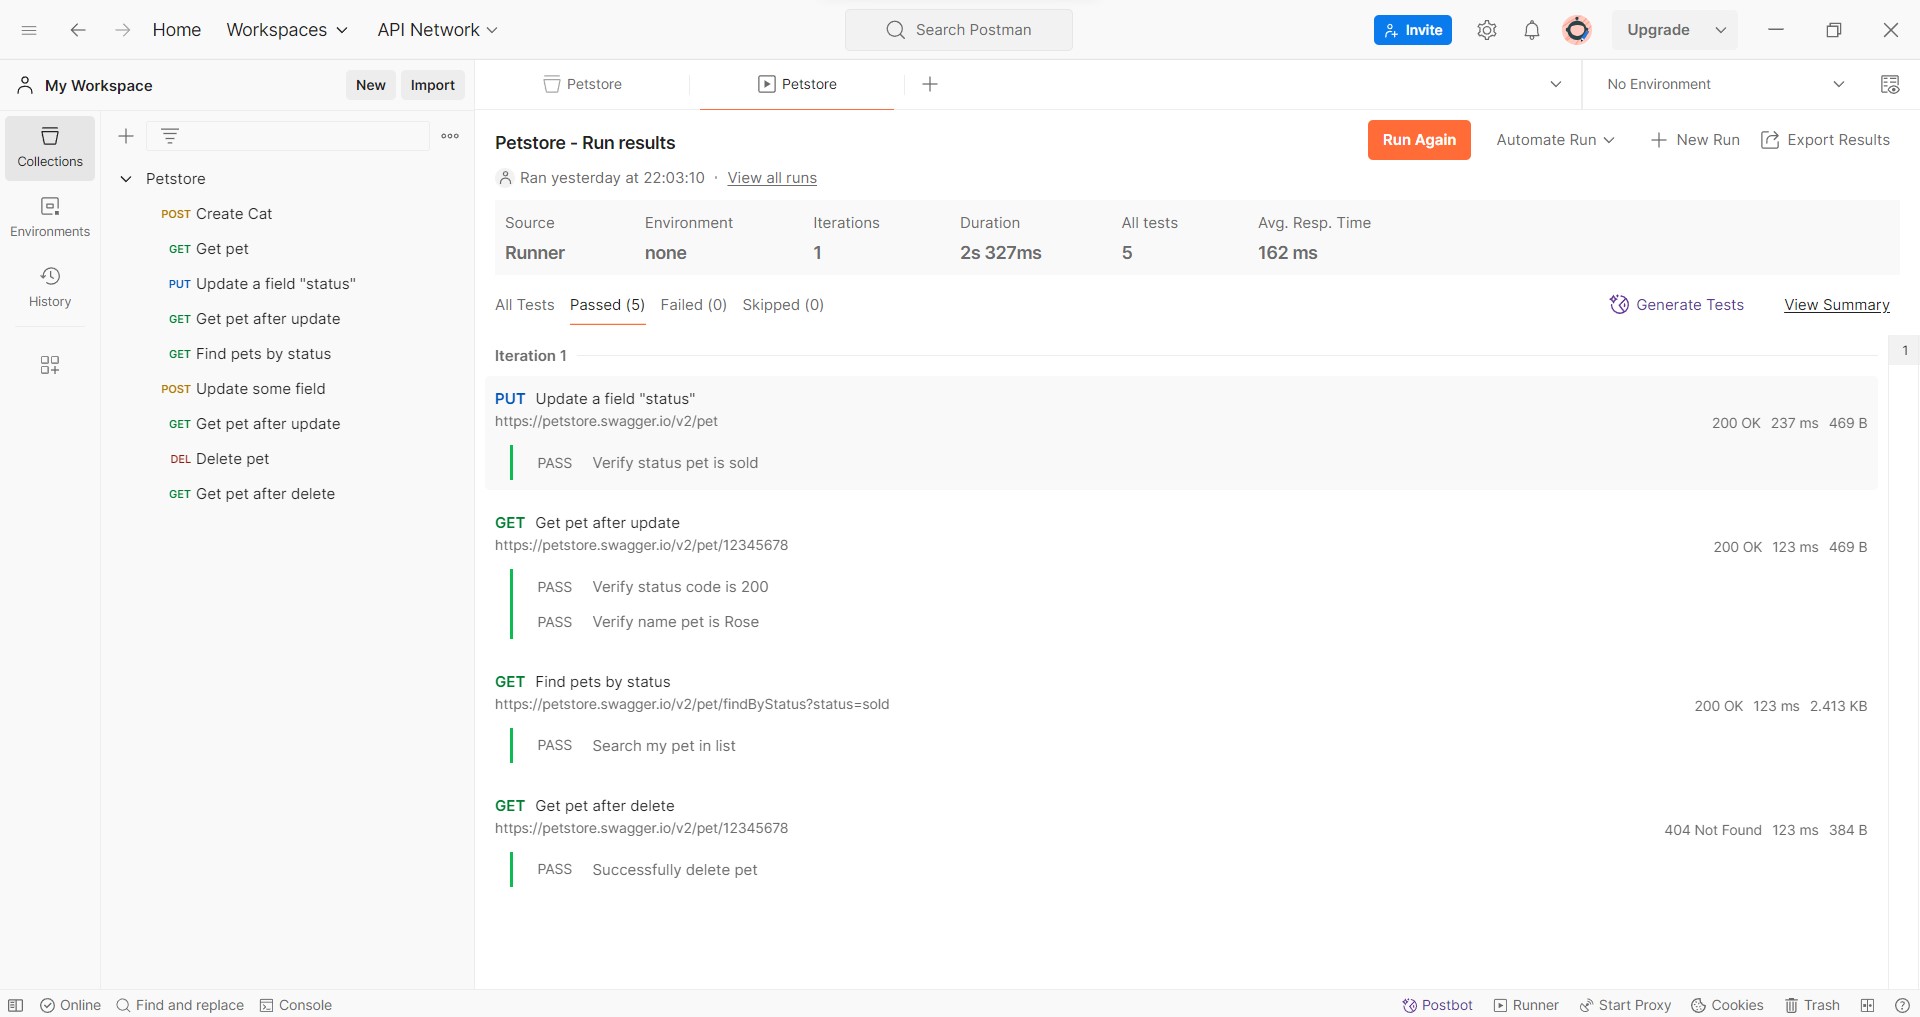 Home Workspaces API Network Search Postman Invite Upgrade
My Workspace New Import
Petstore Petstore No Environment
Collections
Environments
History
Petstore
POST Create Cat
GET Get pet
PUT Update a field "status"
GET Get pet after update
GET Find pets by status
POST Update some field
GET Get pet after update
DEL Delete pet
GET Get pet after delete
Petstore - Run results Run Again Automate Run New Run Export Results
Ran yesterday at 22:03:10 · View all runs
Source Environment Iterations Duration All tests Avg. Resp. Time
Runner none 1 2s 327ms 5 162 ms
All Tests Passed (5) Failed (0) Skipped (0) Generate Tests View Summary
Iteration 1 1
PUT Update a field "status"
https://petstore.swagger.io/v2/pet 200 OK 237 ms 469 B
PASS Verify status pet is sold
GET Get pet after update
https://petstore.swagger.io/v2/pet/12345678 200 OK 123 ms 469 B
PASS Verify status code is 200
PASS Verify name pet is Rose
GET Find pets by status
https://petstore.swagger.io/v2/pet/findByStatus?status=sold 200 OK 123 ms 2.413 KB
PASS Search my pet in list
GET Get pet after delete
https://petstore.swagger.io/v2/pet/12345678 404 Not Found 123 ms 384 B
PASS Successfully delete pet
Online Find and replace Console Postbot Runner Start Proxy Cookies Trash